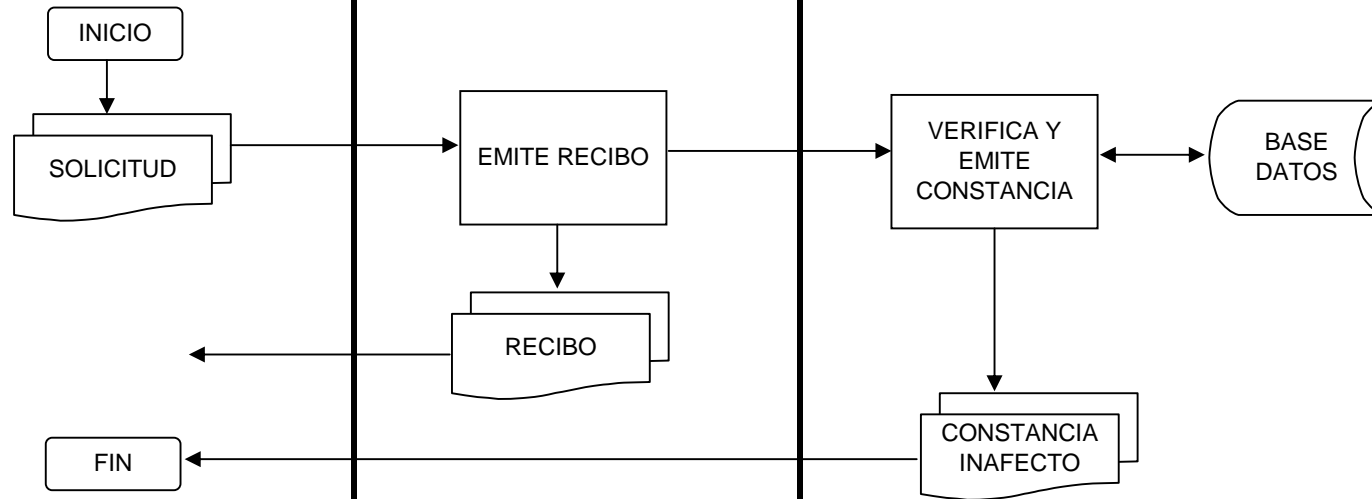 INICIO
SOLICITUD
EMITE RECIBO
VERIFICA Y
EMITE
CONSTANCIA
BASE
DATOS
RECIBO
CONSTANCIA
INAFECTO
FIN